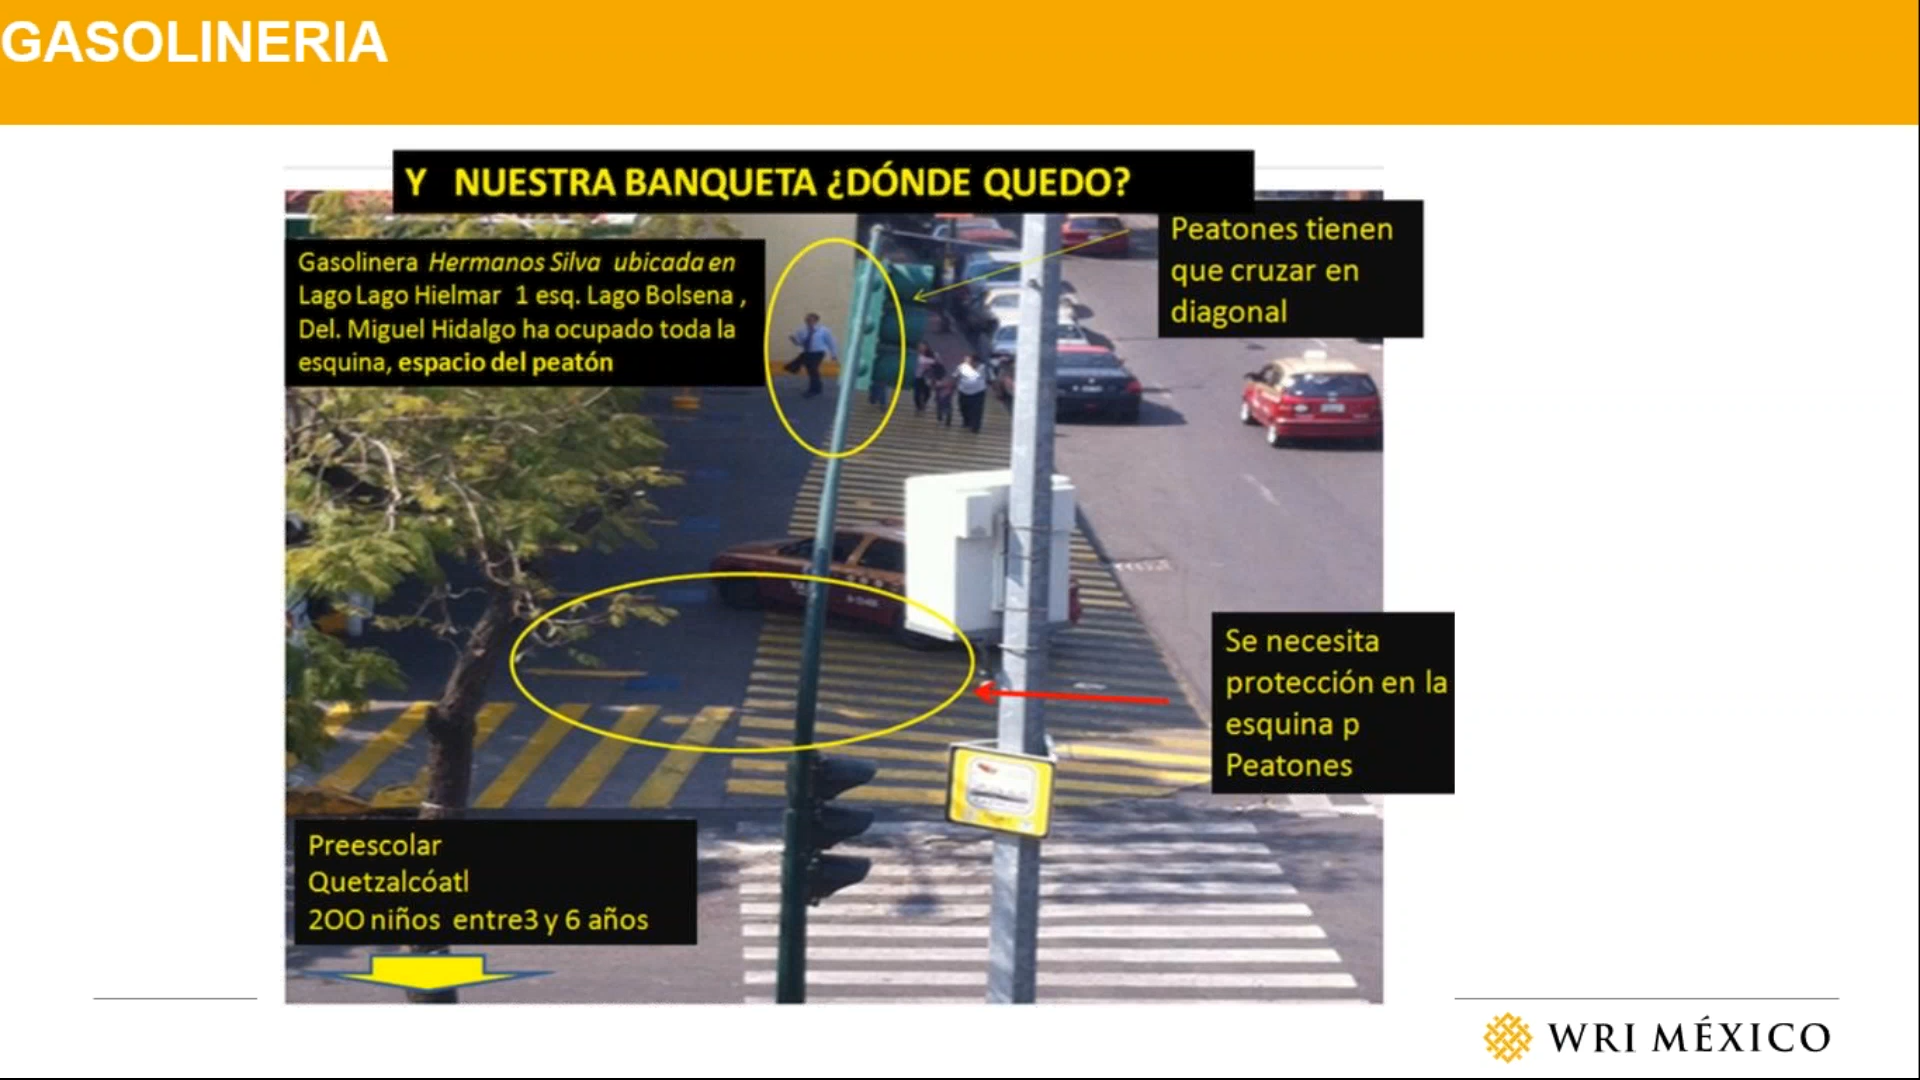 GASOLINERIA
Y NUESTRA BANQUETA ¿DÓNDE QUEDO?
Gasolinera Hermanos Silva ubicada en
Lago Lago Hielmar 1 esq. Lago Bolsena ,
Del. Miguel Hidalgo ha ocupado toda la
esquina, espacio del peatón
Peatones tienen
que cruzar en
diagonal
Se necesita
protección en la
esquina p
Peatones
Preescolar
Quetzalcóatl
2OO niños entre3 y 6 años
WRI MÉXICO